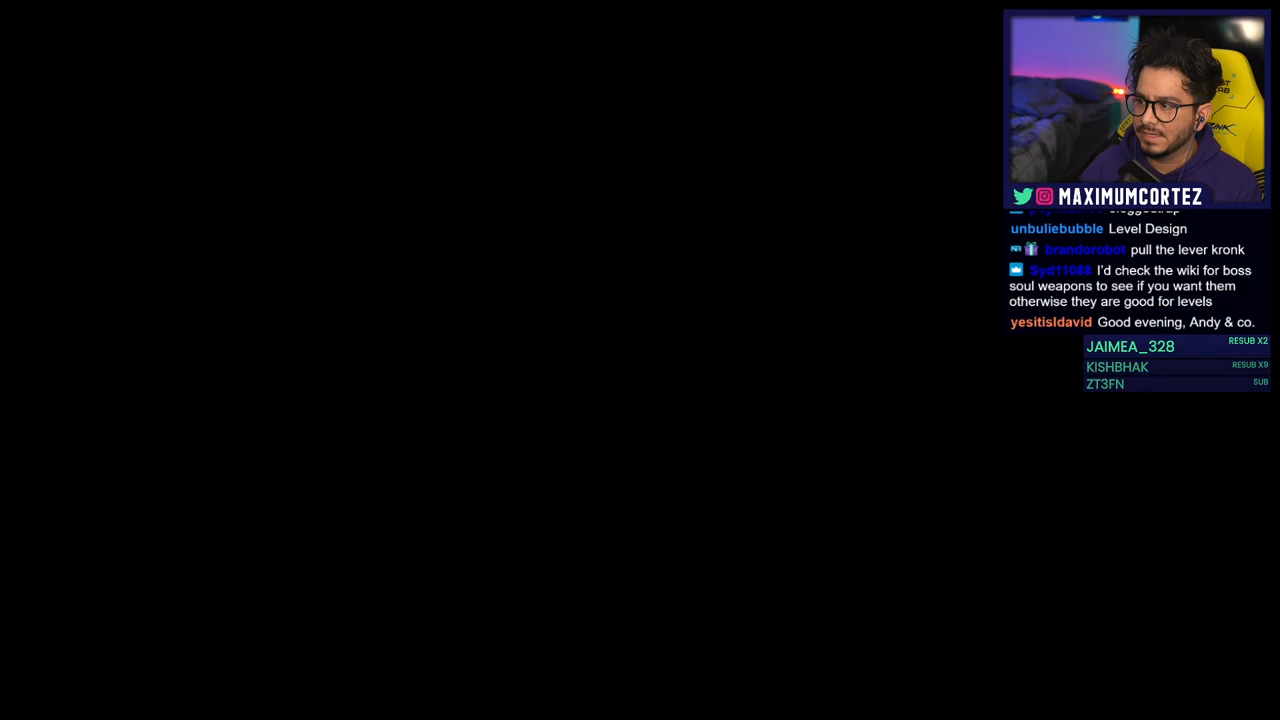 MAXIMUMCORTEZ
unbuliebubble Level Design
brandorobot pull the lever kronk
Syd11088 I'd check the wiki for boss
soul weapons to see if you want them
otherwise they are good for levels
yesitisldavid Good evening, Andy & co.
JAIMEA_328 RESUB X2
KISHBHAK RESUB X9
ZT3FN SUB